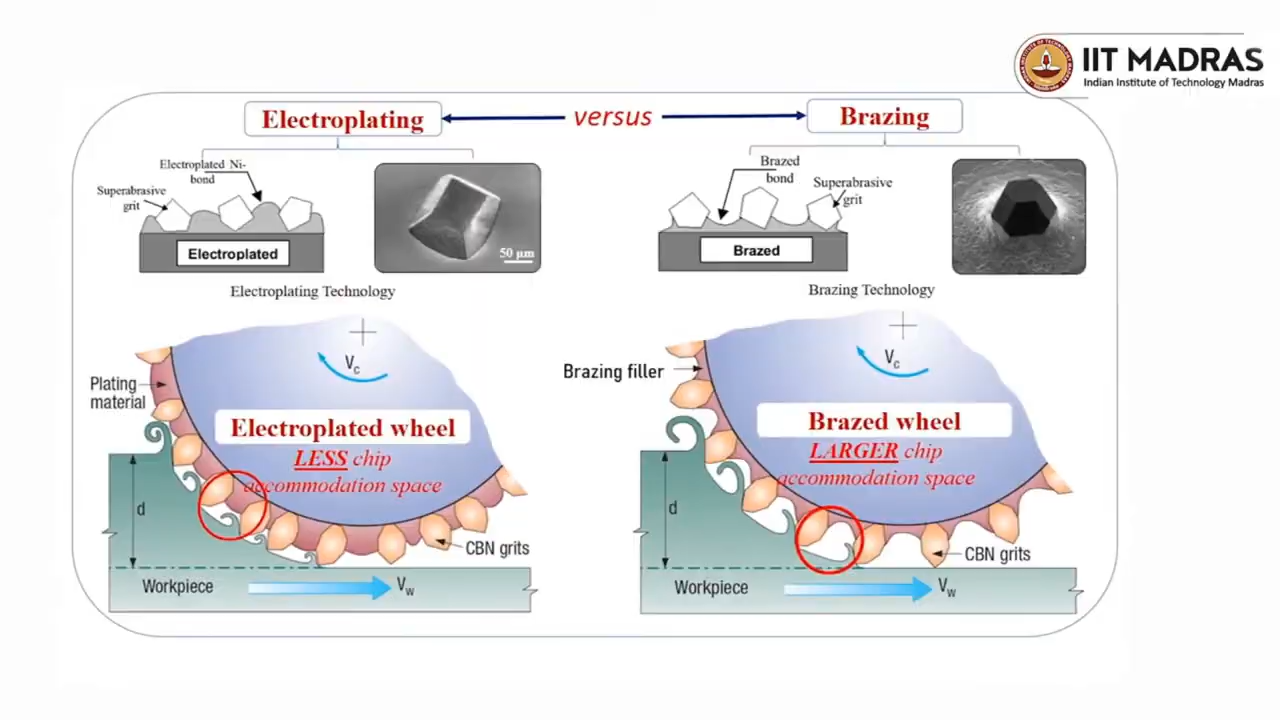 IIT MADRAS
Indian Institute of Technology Madras
Electroplating
versus
Brazing
Electroplated Ni-
bond
Superabrasive
grit
Electroplated
50 µm
Electroplating Technology
Brazed
bond
Superabrasive
grit
Brazed
Brazing Technology
Vc
Plating
material
Electroplated wheel
LESS chip
accommodation space
d
CBN grits
Workpiece
Vw
Vc
Brazing filler
Brazed wheel
LARGER chip
accommodation space
d
CBN grits
Workpiece
Vw